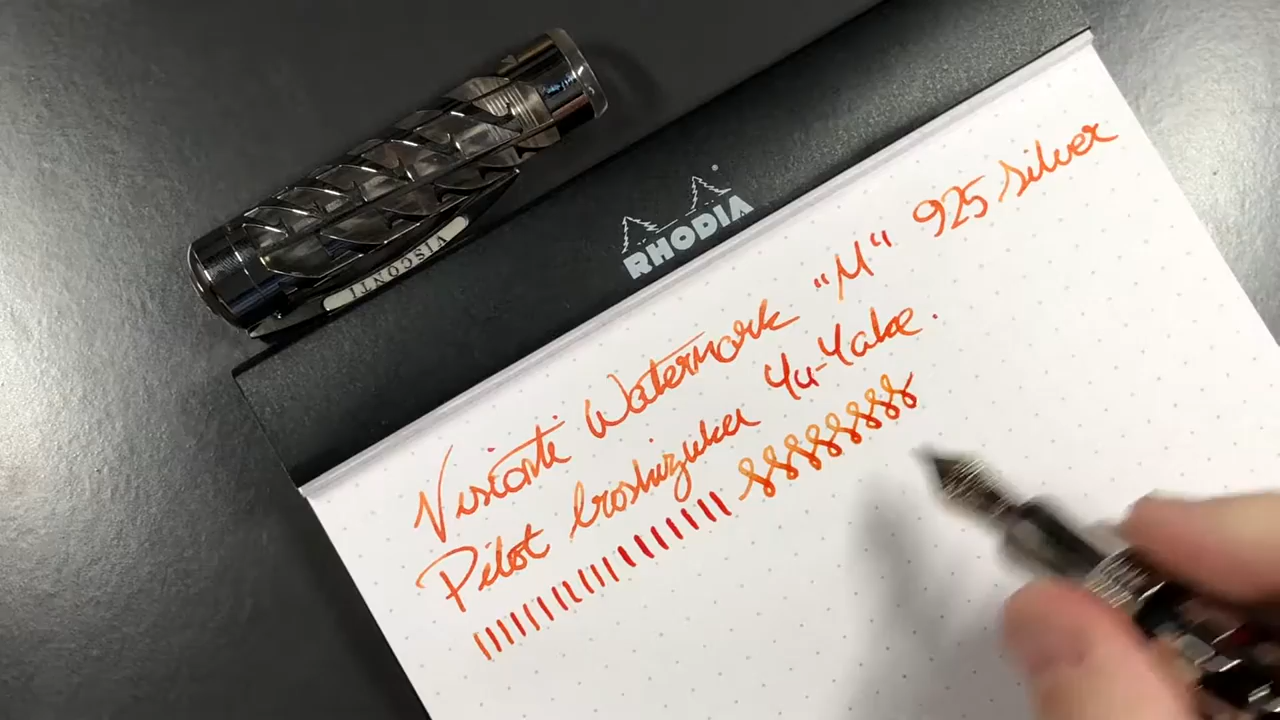 VISCONTI
RHODIA
Visconti Watermark "M" 925 silver
Pilot Iroshizuku Yu-Yake.